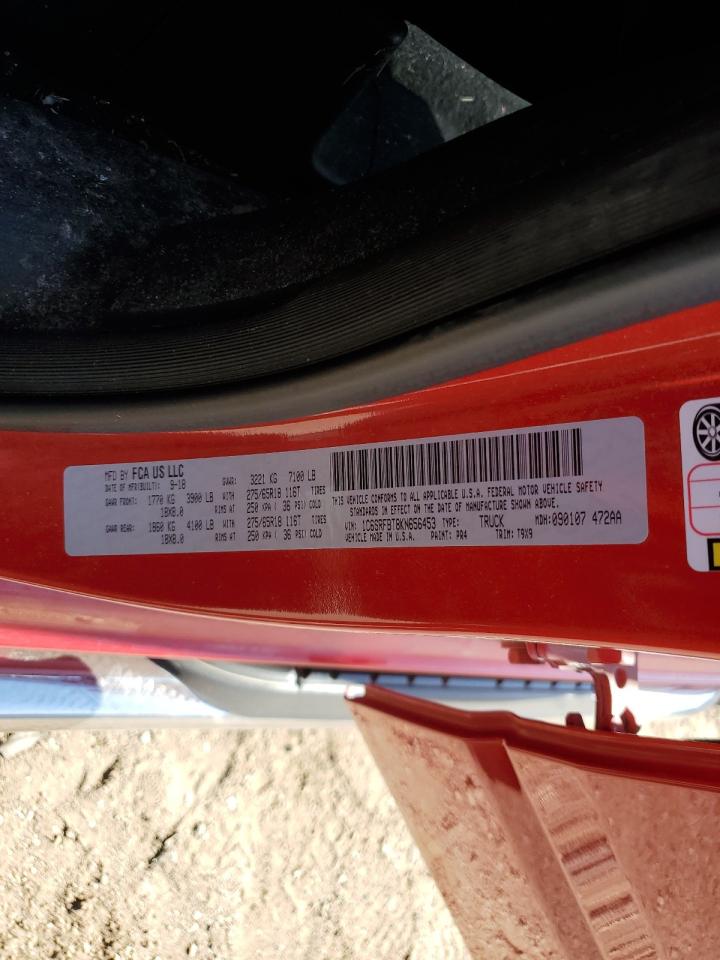 MFD BY FCA US LLC
DATE OF MFR(BUILT): 9-18 GVWR: 3221 KG 7100 LB
GAWR FRONT: 1770 KG 3900 LB WITH 275/65R18 116T TIRES
18X8.0 RIMS AT 250 KPA ( 36 PSI) COLD
GAWR REAR: 1860 KG 4100 LB WITH 275/65R18 116T TIRES
18X8.0 RIMS AT 250 KPA ( 36 PSI) COLD
THIS VEHICLE CONFORMS TO ALL APPLICABLE U.S.A. FEDERAL MOTOR VEHICLE SAFETY
STANDARDS IN EFFECT ON THE DATE OF MANUFACTURE SHOWN ABOVE.
VIN: 1C6SRFBT8KN656453 TYPE: TRUCK MDH: 090107 472AA
VEHICLE MADE IN U.S.A. PAINT: PR4 TRIM: T9X9